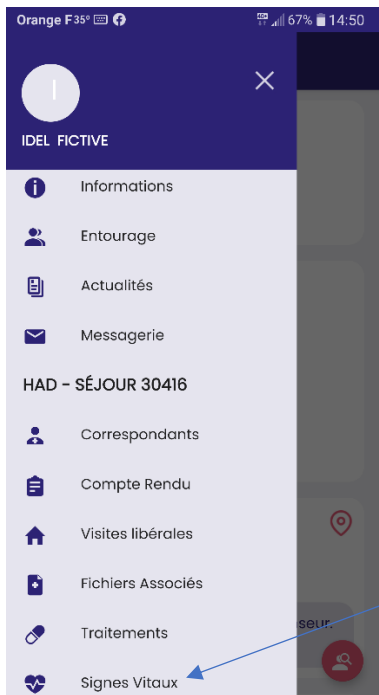 Orange F 35° 67% 14:50
I
IDEL FICTIVE
Informations
Entourage
Actualités
Messagerie
HAD - SÉJOUR 30416
Correspondants
Compte Rendu
Visites libérales
Fichiers Associés
Traitements
seur.
Signes Vitaux